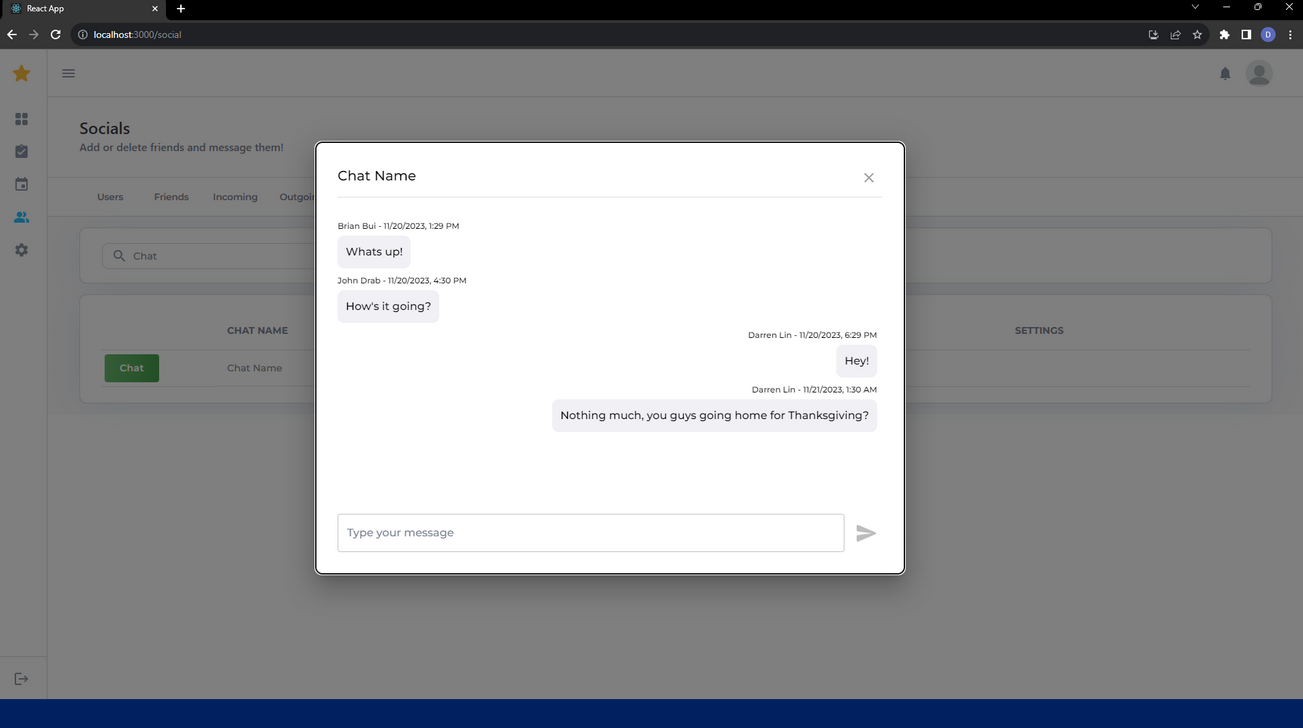 React App
localhost:3000/social
D
Socials
Add or delete friends and message them!
Users
Friends
Incoming
Chat
CHAT NAME
SETTINGS
Chat
Chat Name
Chat Name
Brian Bui - 11/20/2023, 1:29 PM
Whats up!
John Drab - 11/20/2023, 4:30 PM
How's it going?
Darren Lin - 11/20/2023, 6:29 PM
Hey!
Darren Lin - 11/21/2023, 1:30 AM
Nothing much, you guys going home for Thanksgiving?
Type your message